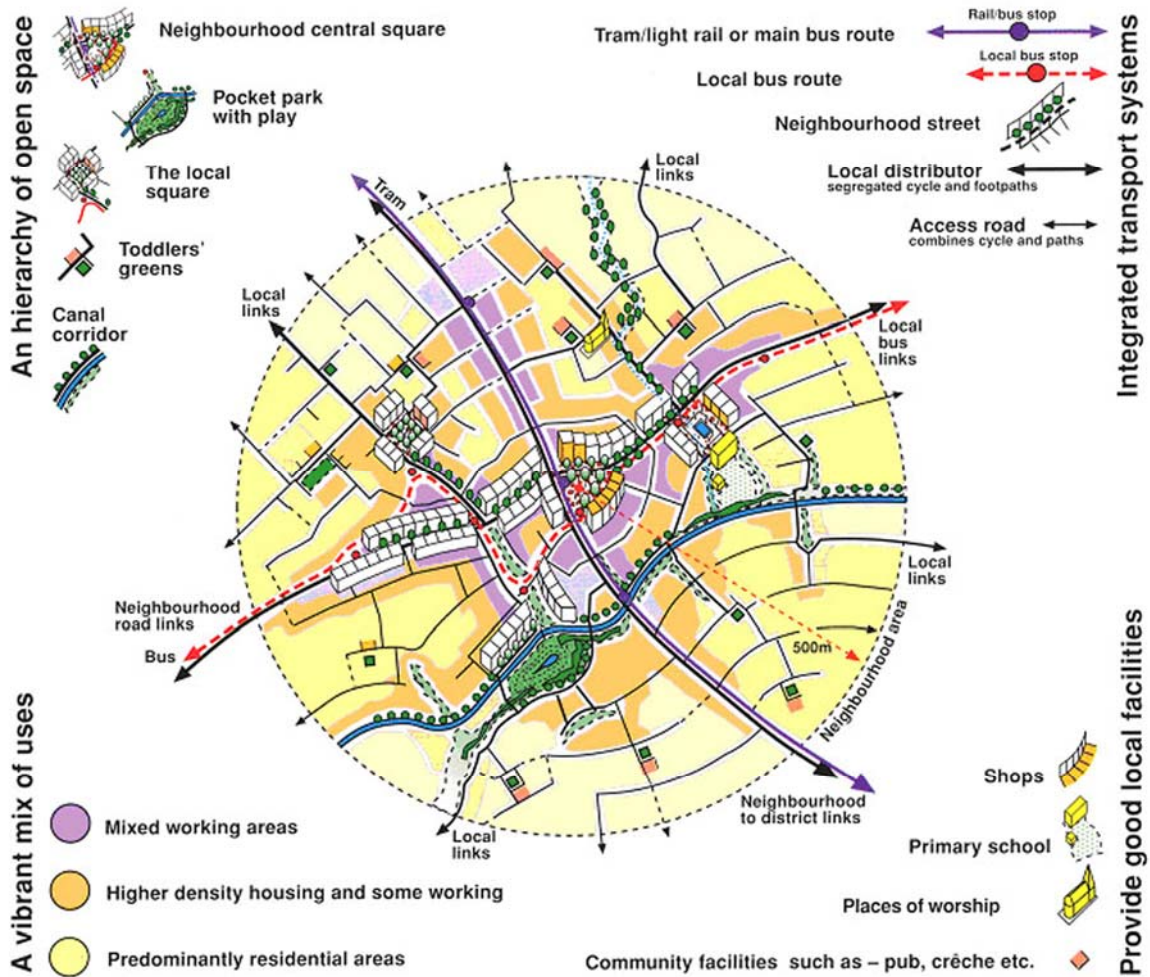 An hierarchy of open space
Neighbourhood central square
Pocket park
with play
The local
square
Toddlers'
greens
Canal
corridor
Integrated transport systems
Tram/light rail or main bus route
Rail/bus stop
Local bus route
Local bus stop
Neighbourhood street
Local distributor
segregated cycle and footpaths
Access road
combines cycle and paths
Tram
Local
links
Local
links
Local
bus
links
Local
links
Neighbourhood
road links
Bus
500m
Neighbourhood area
Neighbourhood
to district links
Local
links
A vibrant mix of uses
Mixed working areas
Higher density housing and some working
Predominantly residential areas
Provide good local facilities
Shops
Primary school
Places of worship
Community facilities such as – pub, crêche etc.